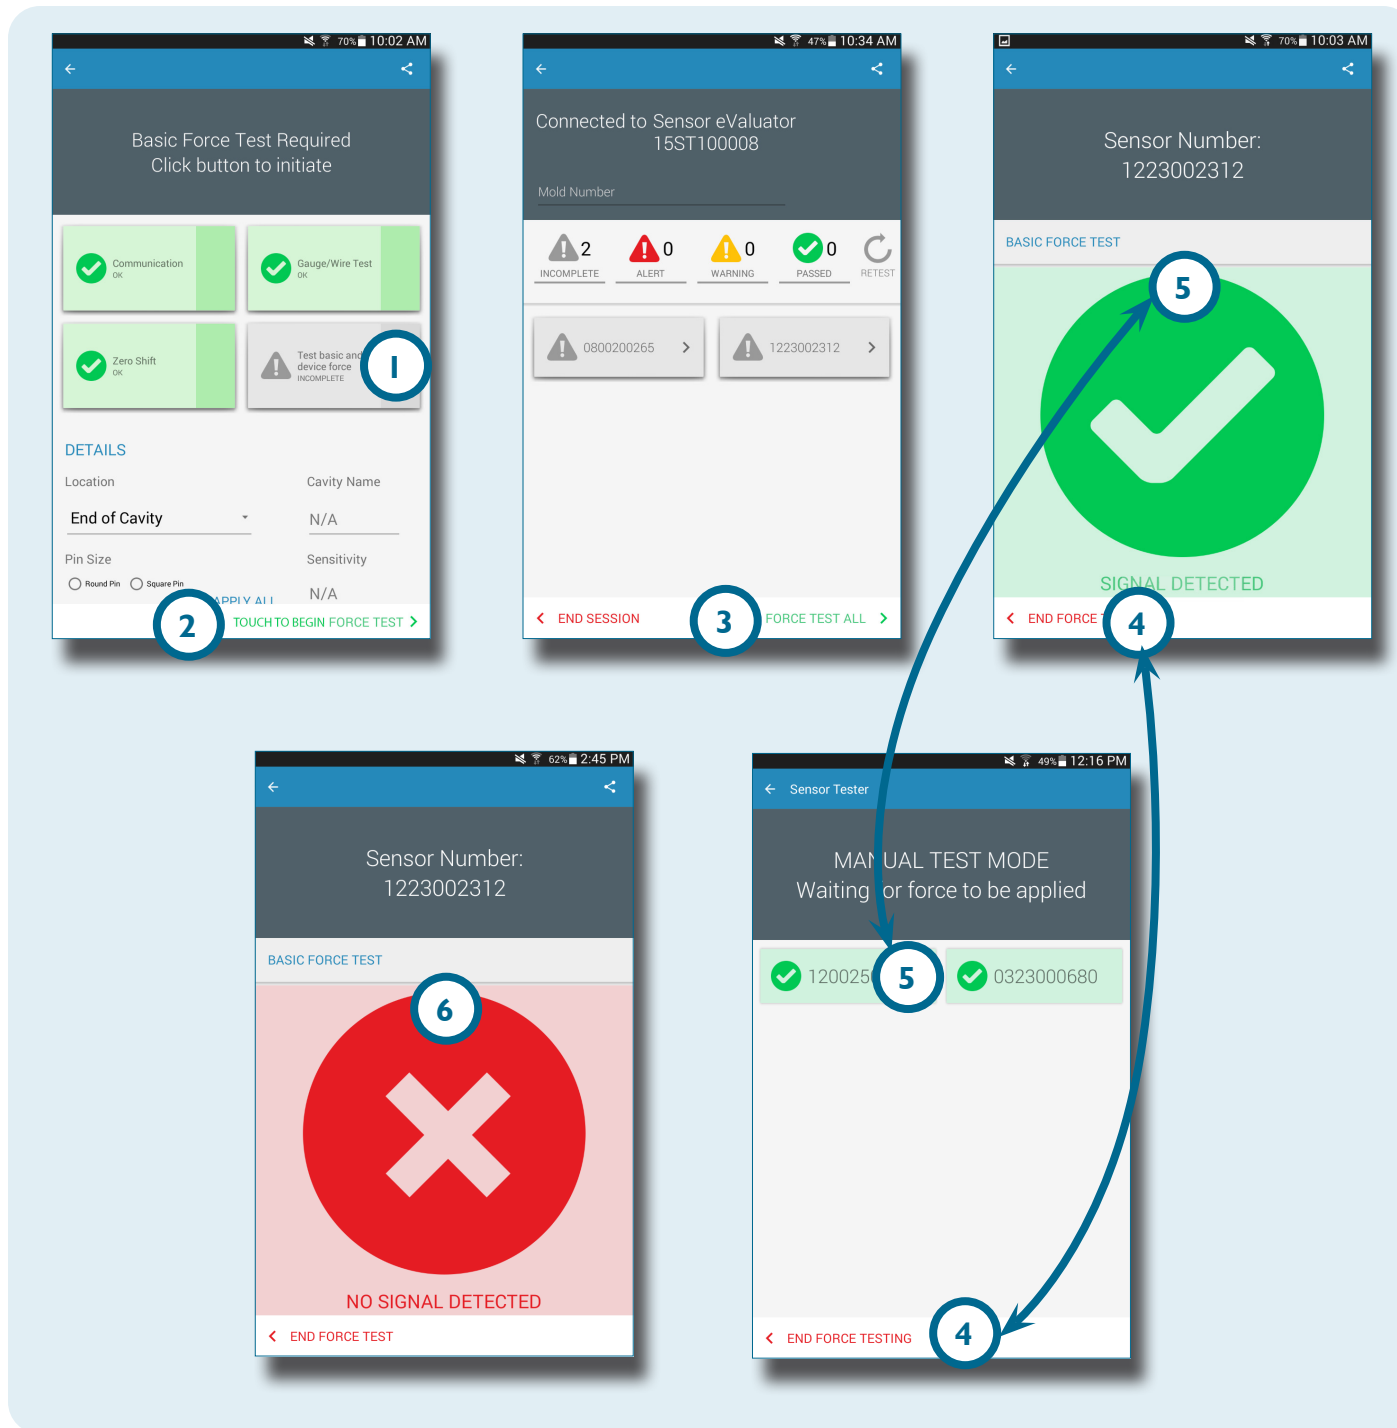 70% 10:02 AM
Basic Force Test Required
Click button to initiate
Communication
OK
Gauge/Wire Test
OK
Zero Shift
OK
Test basic and
device force
INCOMPLETE
1
DETAILS
Location
Cavity Name
End of Cavity
N/A
Pin Size
Sensitivity
Round Pin
Square Pin
N/A
APPLY ALL
2
TOUCH TO BEGIN FORCE TEST
47% 10:34 AM
Connected to Sensor eValuator
15ST100008
Mold Number
2
0
0
0
INCOMPLETE
ALERT
WARNING
PASSED
RETEST
0800200265
1223002312
END SESSION
3
FORCE TEST ALL
70% 10:03 AM
Sensor Number:
1223002312
BASIC FORCE TEST
5
SIGNAL DETECTED
END FORCE
4
62% 2:45 PM
Sensor Number:
1223002312
BASIC FORCE TEST
6
NO SIGNAL DETECTED
END FORCE TEST
49% 12:16 PM
Sensor Tester
MANUAL TEST MODE
Waiting for force to be applied
5
0323000680
END FORCE TESTING
4